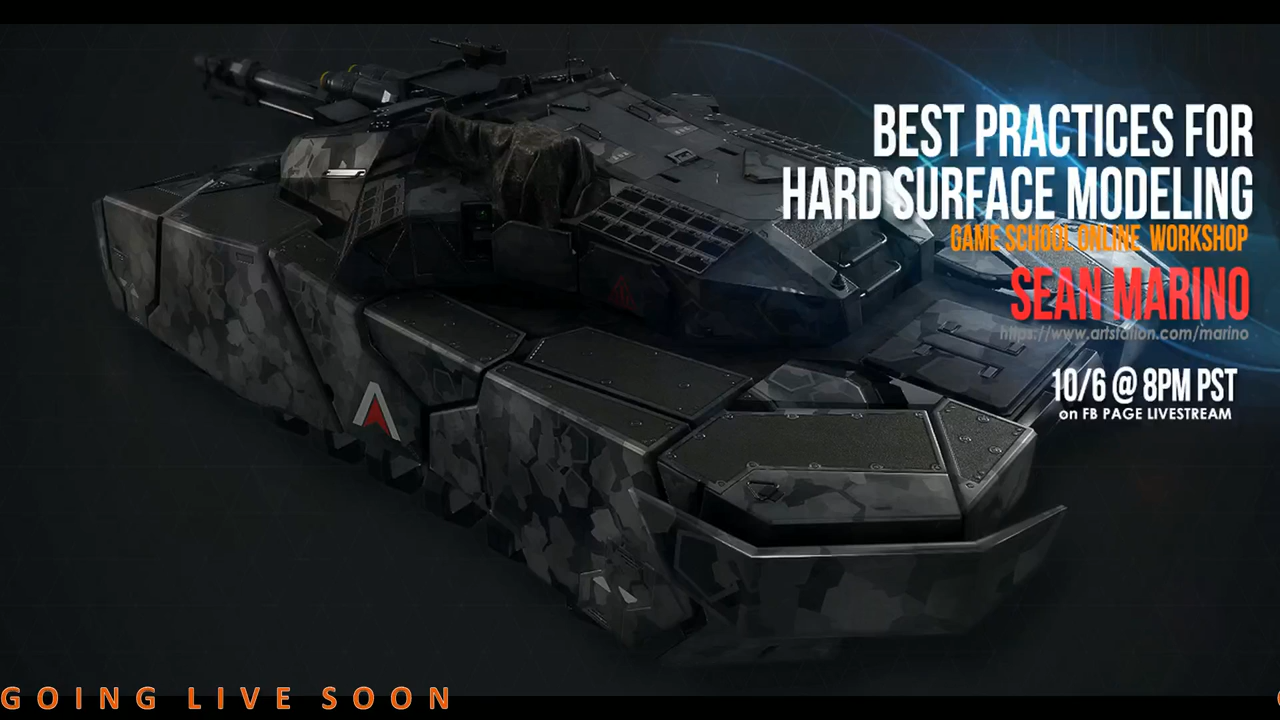 BEST PRACTICES FOR
HARD SURFACE MODELING
GAME SCHOOL ONLINE WORKSHOP
SEAN MARINO
https://www.artstation.com/marino
10/6 @ 8PM PST
on FB PAGE LIVESTREAM
GOING LIVE SOON